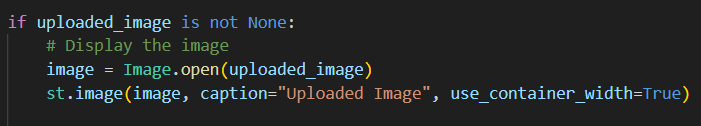 if uploaded_image is not None:
    # Display the image
    image = Image.open(uploaded_image)
    st.image(image, caption="Uploaded Image", use_container_width=True)